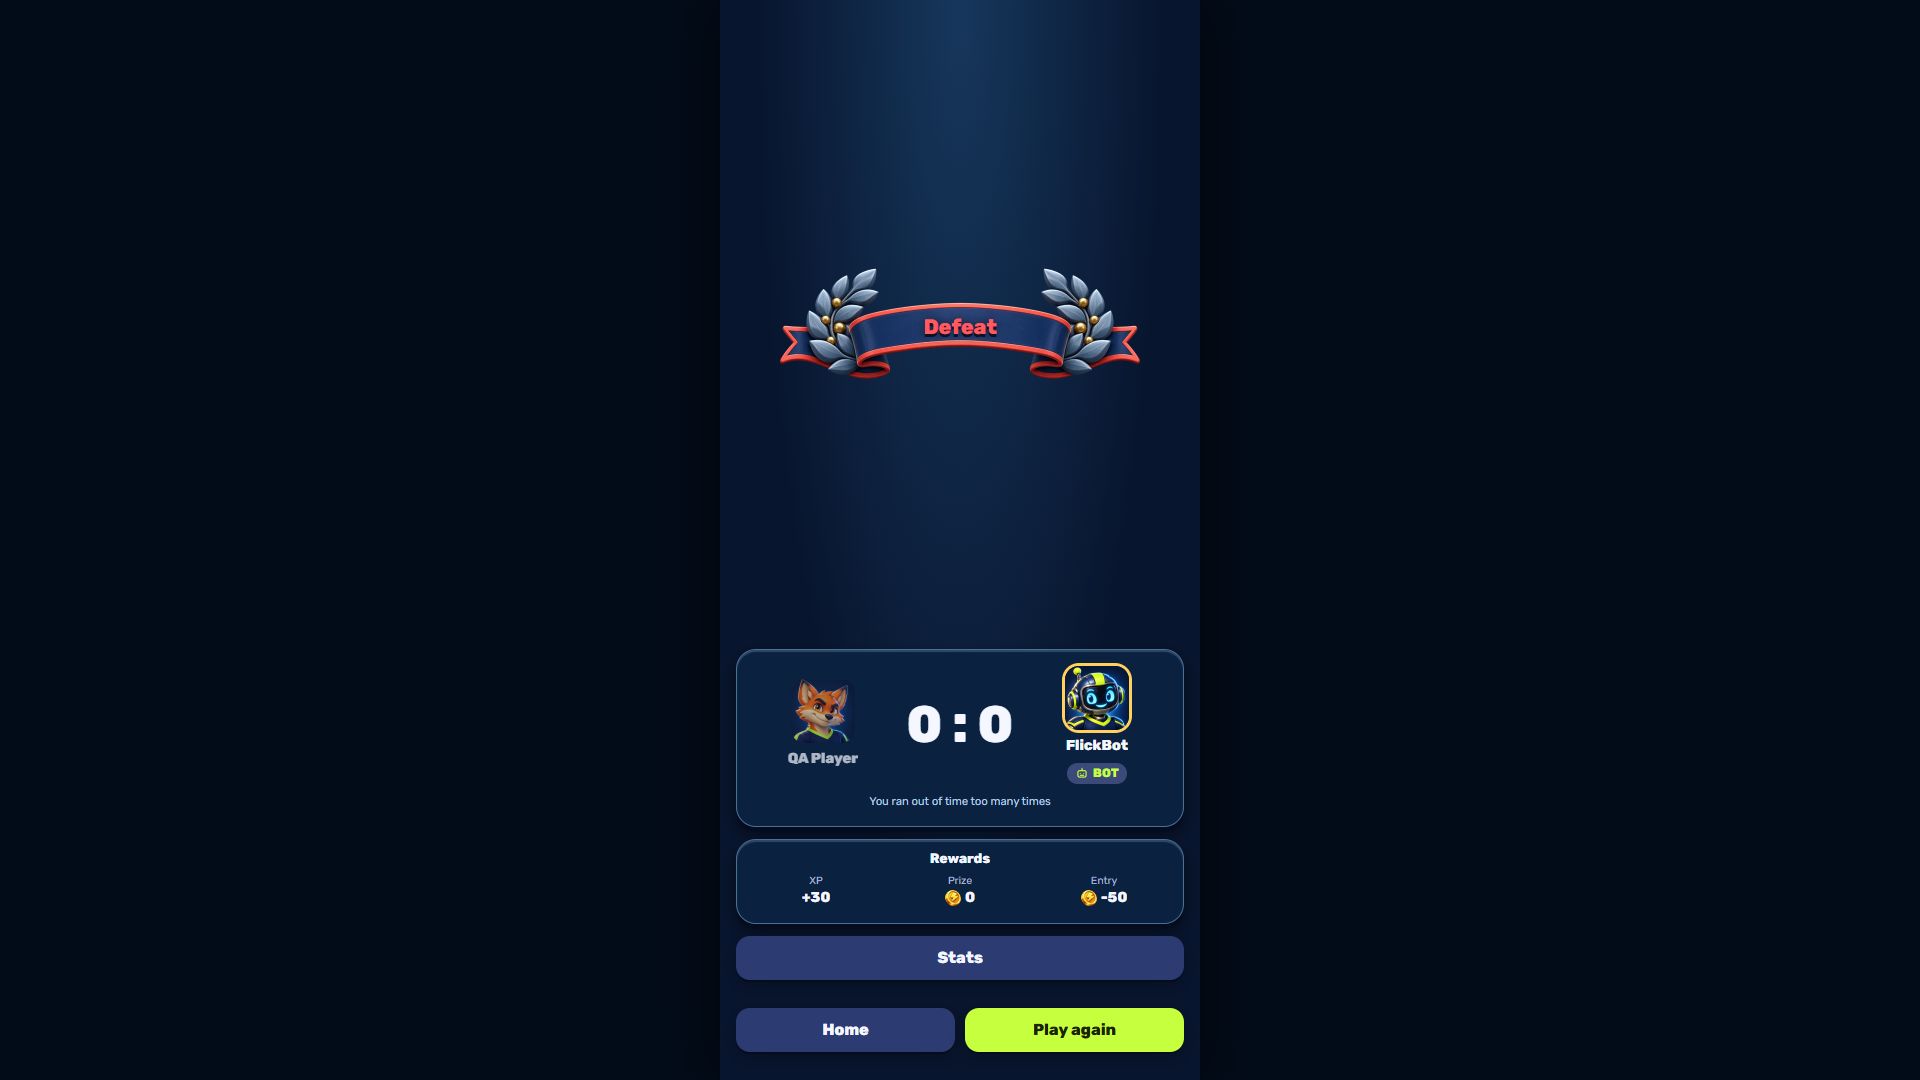 Defeat
0 : 0
QA Player
FlickBot
BOT
You ran out of time too many times
Rewards
XP
Prize
Entry
+30
0
-50
Stats
Home
Play again